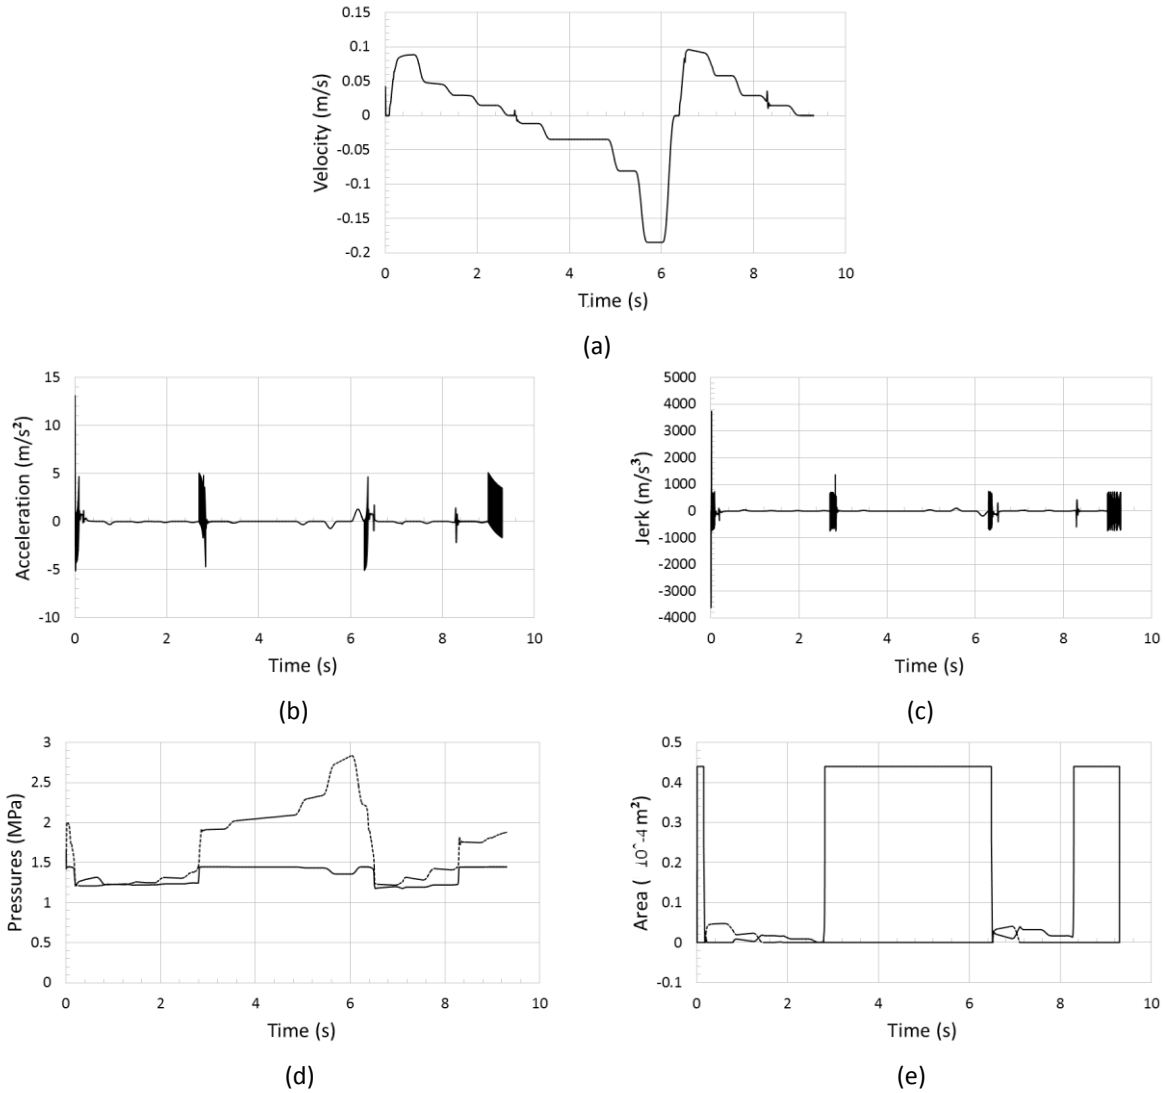 0.15
0.1
0.05
0
-0.05
-0.1
-0.15
-0.2
Velocity (m/s)
0 2 4 6 8 10
Time (s)
(a)
15
10
5
0
-5
-10
Acceleration (m/s²)
0 2 4 6 8 10
Time (s)
(b)
5000
4000
3000
2000
1000
0
-1000
-2000
-3000
-4000
Jerk (m/s³)
0 2 4 6 8 10
Time (s)
(c)
3
2.5
2
1.5
1
0.5
0
Pressures (MPa)
0 2 4 6 8 10
Time (s)
(d)
0.5
0.4
0.3
0.2
0.1
0
-0.1
Area ( 10^-4 m²)
0 2 4 6 8 10
Time (s)
(e)